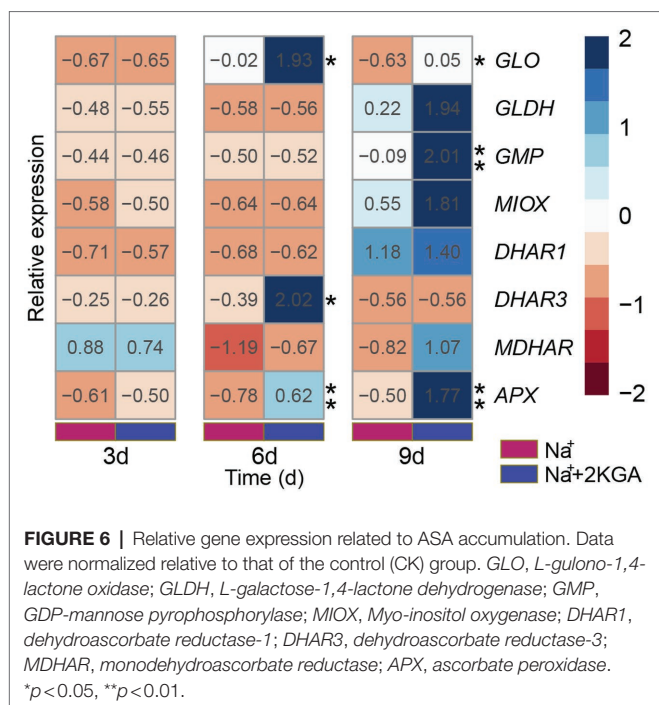 −0.67 −0.65 −0.02 1.93 * −0.63 0.05 * GLO
−0.48 −0.55 −0.58 −0.56 0.22 1.94 GLDH
−0.44 −0.46 −0.50 −0.52 −0.09 2.01 ** GMP
−0.58 −0.50 −0.64 −0.64 0.55 1.81 MIOX
−0.71 −0.57 −0.68 −0.62 1.18 1.40 DHAR1
−0.25 −0.26 −0.39 2.02 * −0.56 −0.56 DHAR3
0.88 0.74 −1.19 −0.67 −0.82 1.07 MDHAR
−0.61 −0.50 −0.78 0.62 ** −0.50 1.77 ** APX
Relative expression
3d 6d 9d
Time (d)
2
1
0
−1
−2
Na⁺
Na⁺+2KGA
FIGURE 6 | Relative gene expression related to ASA accumulation. Data
were normalized relative to that of the control (CK) group. GLO, L-gulono-1,4-
lactone oxidase; GLDH, L-galactose-1,4-lactone dehydrogenase; GMP,
GDP-mannose pyrophosphorylase; MIOX, Myo-inositol oxygenase; DHAR1,
dehydroascorbate reductase-1; DHAR3, dehydroascorbate reductase-3;
MDHAR, monodehydroascorbate reductase; APX, ascorbate peroxidase.
*p<0.05, **p<0.01.